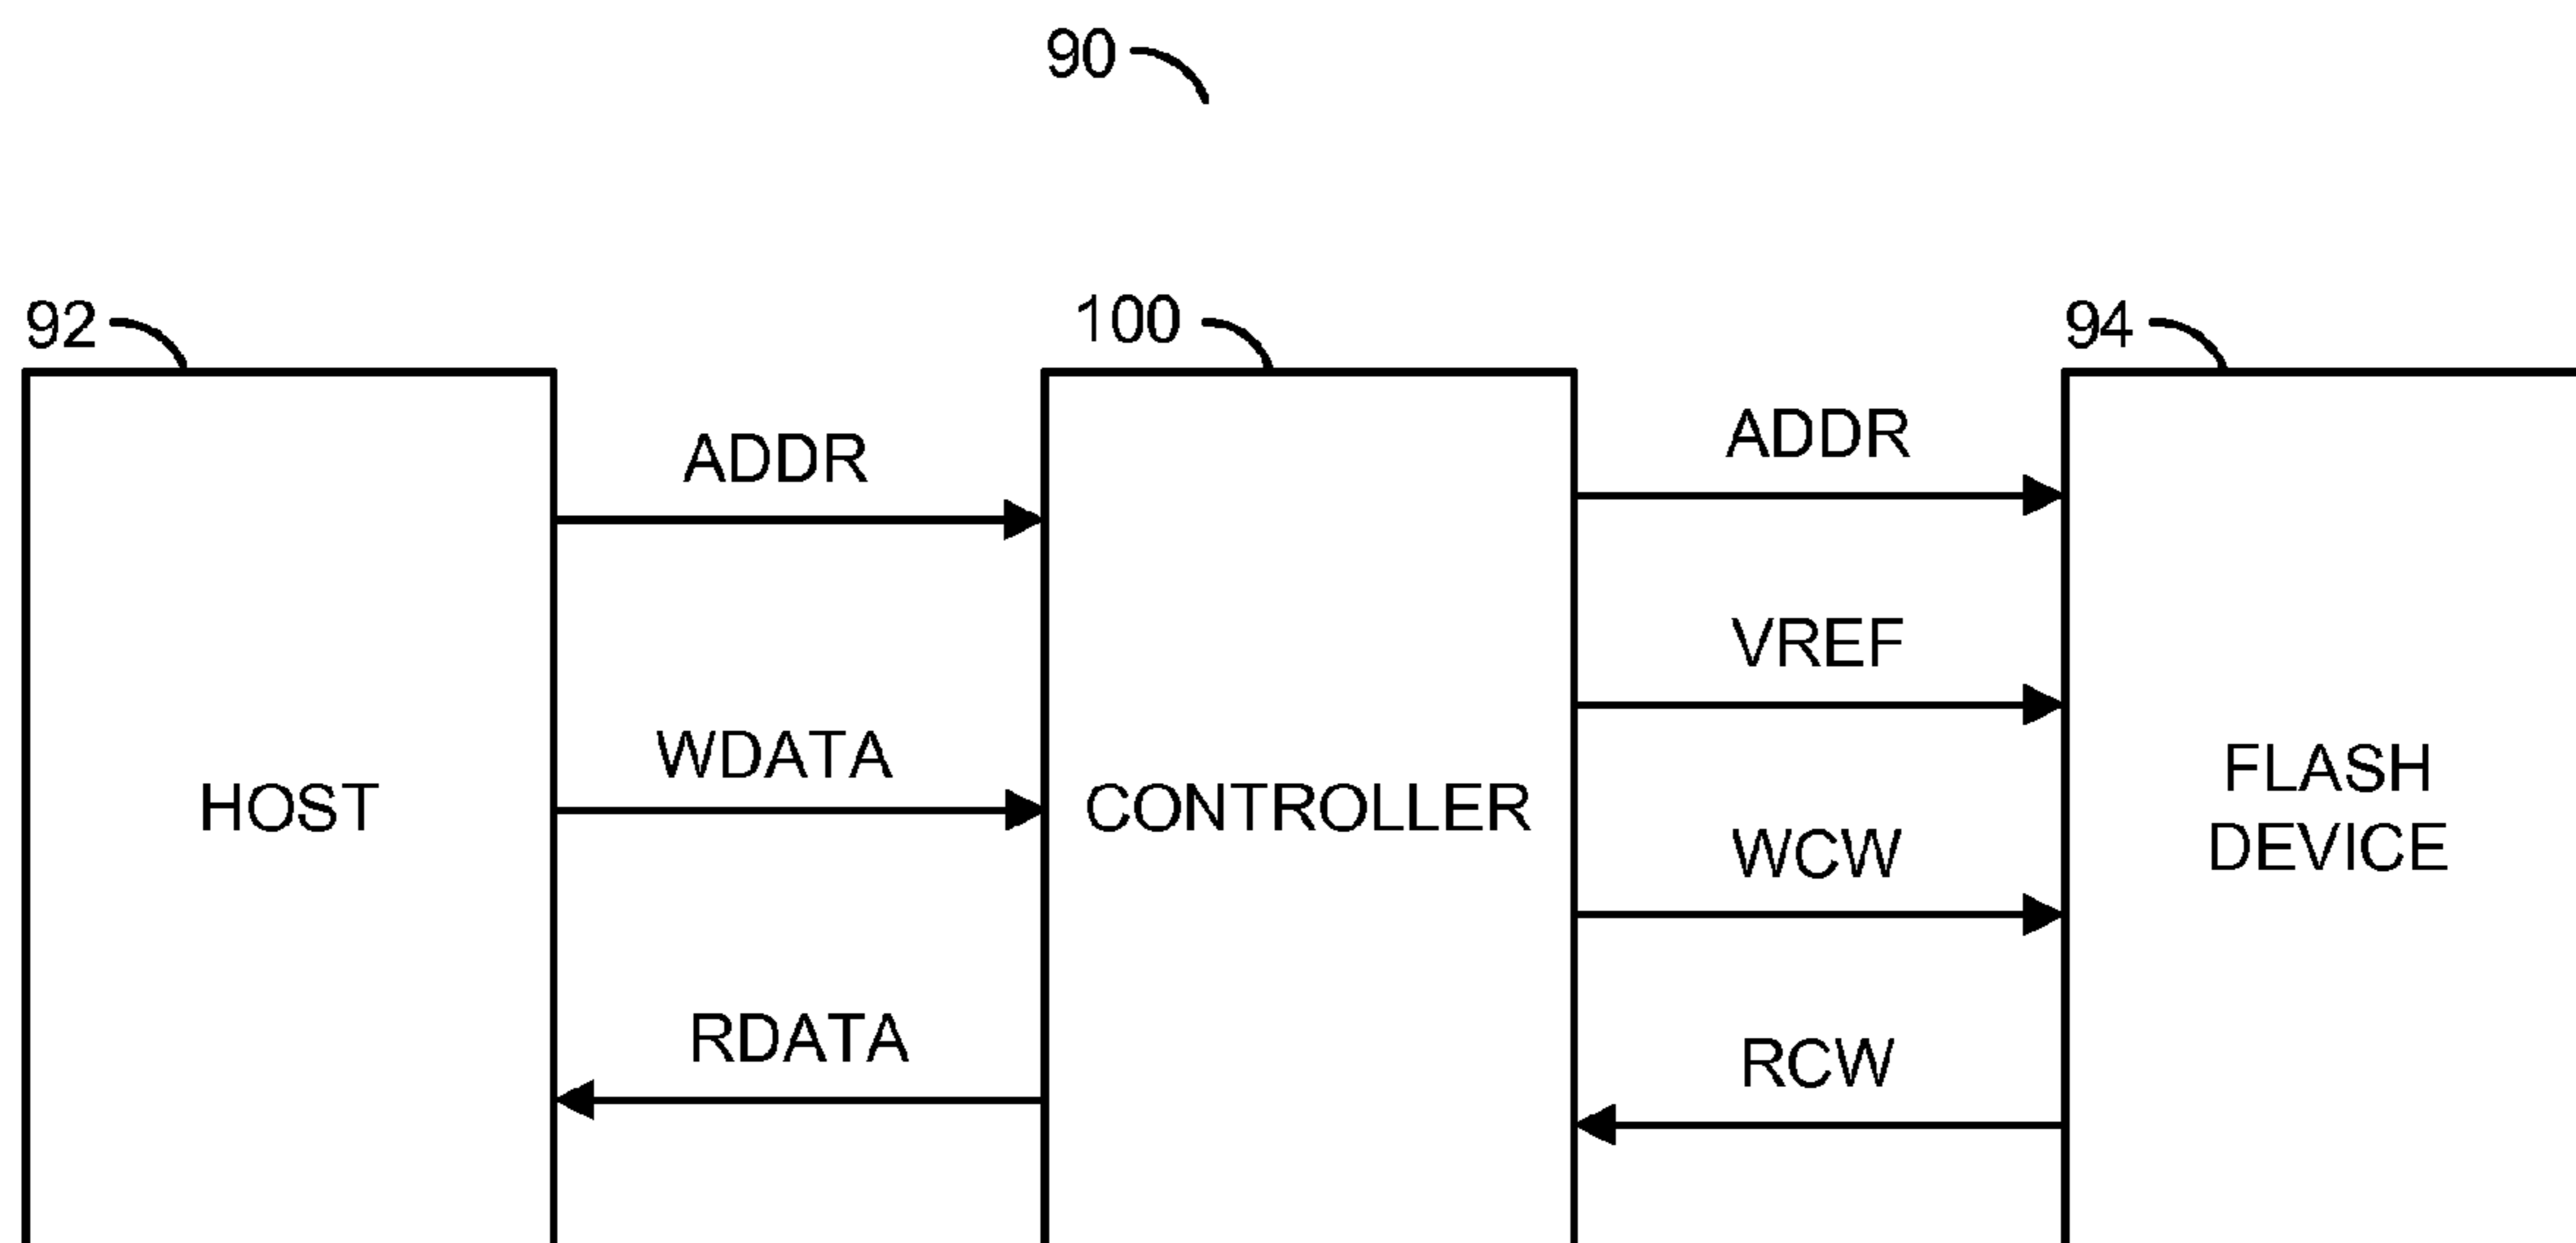 90
92
100
94
ADDR
ADDR
VREF
WDATA
HOST
CONTROLLER
WCW
FLASH
DEVICE
RDATA
RCW